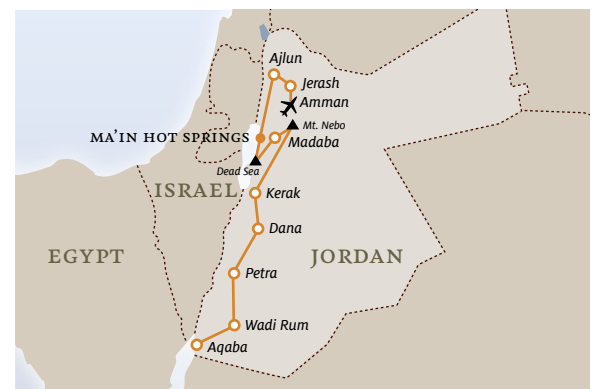 Ajlun
Jerash
Amman
Mt. Nebo
MA'IN HOT SPRINGS
Madaba
Dead Sea
ISRAEL
Kerak
Dana
EGYPT
JORDAN
Petra
Wadi Rum
Aqaba